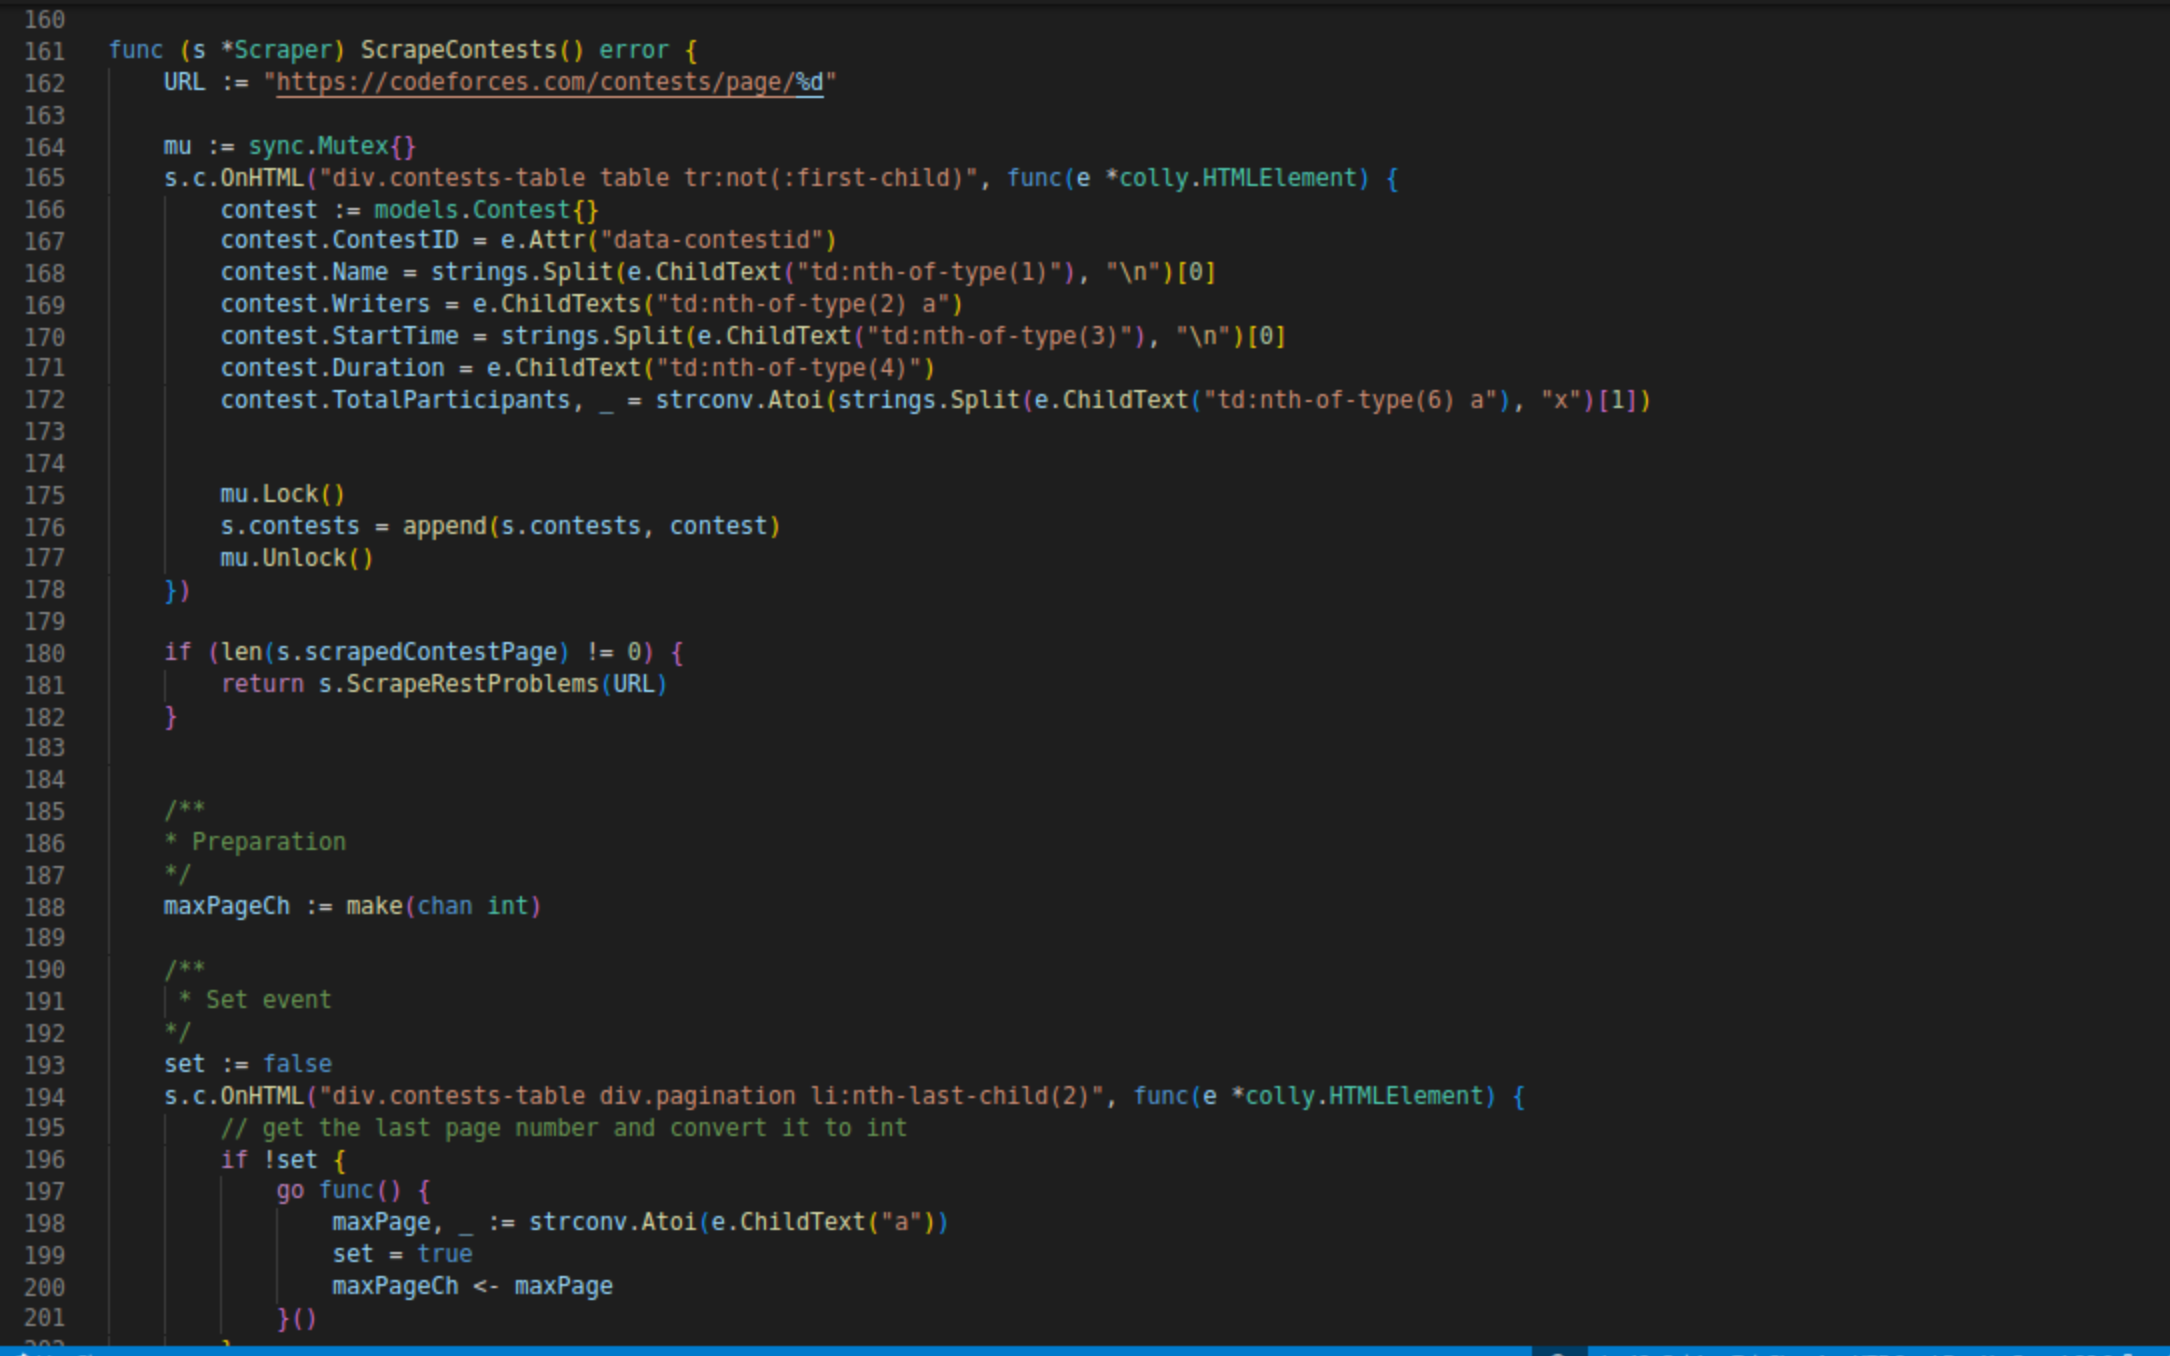 160
161 func (s *Scraper) ScrapeContests() error {
162 URL := "https://codeforces.com/contests/page/%d"
163
164 mu := sync.Mutex{}
165 s.c.OnHTML("div.contests-table table tr:not(:first-child)", func(e *colly.HTMLElement) {
166 contest := models.Contest{}
167 contest.ContestID = e.Attr("data-contestid")
168 contest.Name = strings.Split(e.ChildText("td:nth-of-type(1)"), "\n")[0]
169 contest.Writers = e.ChildTexts("td:nth-of-type(2) a")
170 contest.StartTime = strings.Split(e.ChildText("td:nth-of-type(3)"), "\n")[0]
171 contest.Duration = e.ChildText("td:nth-of-type(4)")
172 contest.TotalParticipants, _ = strconv.Atoi(strings.Split(e.ChildText("td:nth-of-type(6) a"), "x")[1])
173
174
175 mu.Lock()
176 s.contests = append(s.contests, contest)
177 mu.Unlock()
178 })
179
180 if (len(s.scrapedContestPage) != 0) {
181 return s.ScrapeRestProblems(URL)
182 }
183
184
185 /**
186 * Preparation
187 */
188 maxPageCh := make(chan int)
189
190 /**
191 * Set event
192 */
193 set := false
194 s.c.OnHTML("div.contests-table div.pagination li:nth-last-child(2)", func(e *colly.HTMLElement) {
195 // get the last page number and convert it to int
196 if !set {
197 go func() {
198 maxPage, _ := strconv.Atoi(e.ChildText("a"))
199 set = true
200 maxPageCh <- maxPage
201 }()